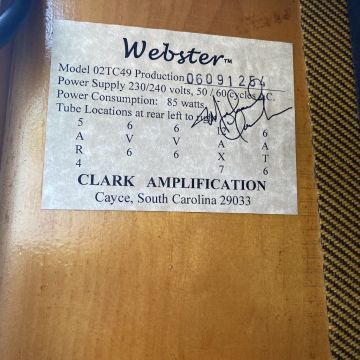 Webster™
Model 02TC49 Production 06091264
Power Supply 230/240 volts, 50 / 60 cycles A.C.
Power Consumption: 85 watts
Tube Locations at rear left to right
5 6 6 12 6
A V V A A
R 6 6 X T
4 7 6
CLARK AMPLIFICATION
Cayce, South Carolina 29033